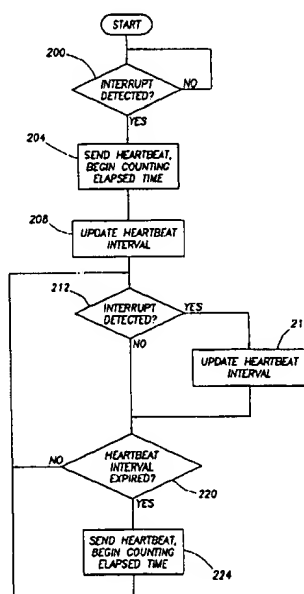 START
200
INTERRUPT
DETECTED?
NO
YES
204
SEND HEARTBEAT,
BEGIN COUNTING
ELAPSED TIME
208
UPDATE HEARTBEAT
INTERVAL
212
INTERRUPT
DETECTED?
YES
NO
21
UPDATE HEARTBEAT
INTERVAL
NO
HEARTBEAT
INTERVAL
EXPIRED?
220
YES
SEND HEARTBEAT,
BEGIN COUNTING
ELAPSED TIME
224